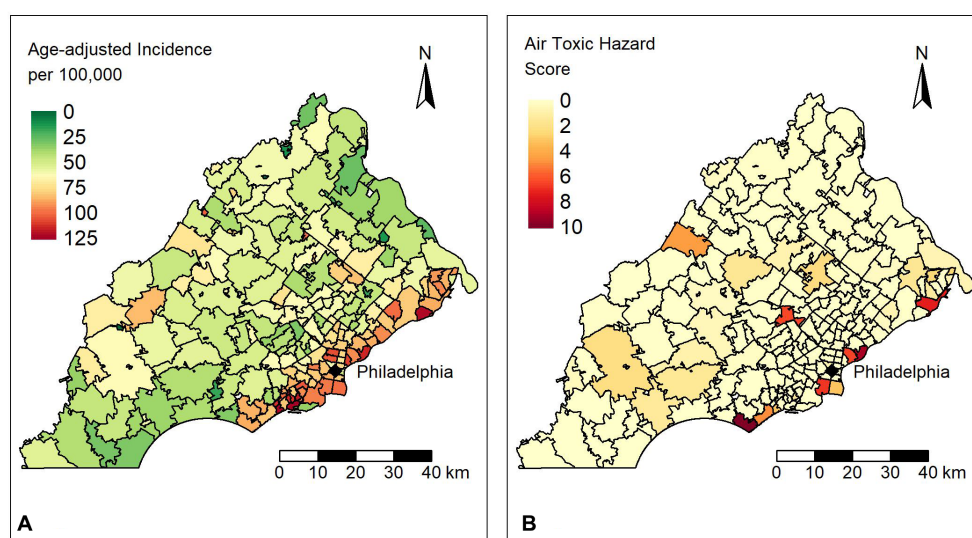 Age-adjusted Incidence
per 100,000
0
25
50
75
100
125
N
Philadelphia
0 10 20 30 40 km
A
Air Toxic Hazard
Score
0
2
4
6
8
10
N
Philadelphia
0 10 20 30 40 km
B